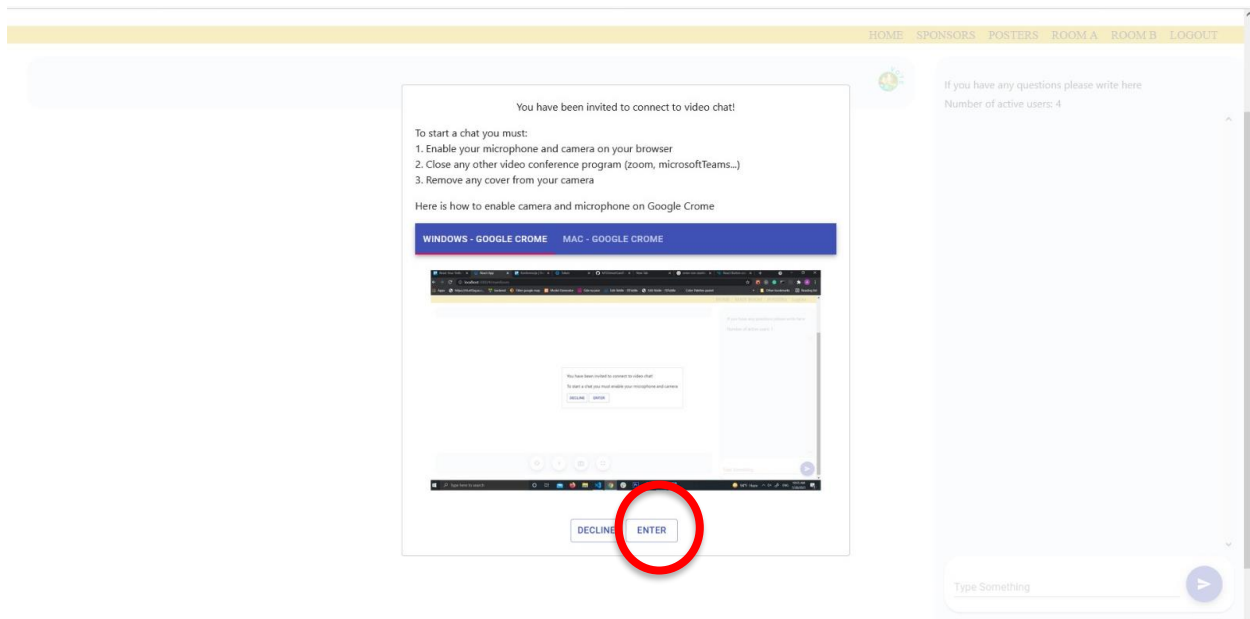 HOME SPONSORS POSTERS ROOM A ROOM B LOGOUT
If you have any questions please write here
Number of active users: 4
You have been invited to connect to video chat!
To start a chat you must:
1. Enable your microphone and camera on your browser
2. Close any other video conference program (zoom, microsoftTeams...)
3. Remove any cover from your camera
Here is how to enable camera and microphone on Google Crome
WINDOWS - GOOGLE CROME MAC - GOOGLE CROME
You have been invited to connect to video chat!
To start a chat you must enable your microphone and camera
DECLINE ENTER
Type here to search
DECLINE ENTER
Type Something